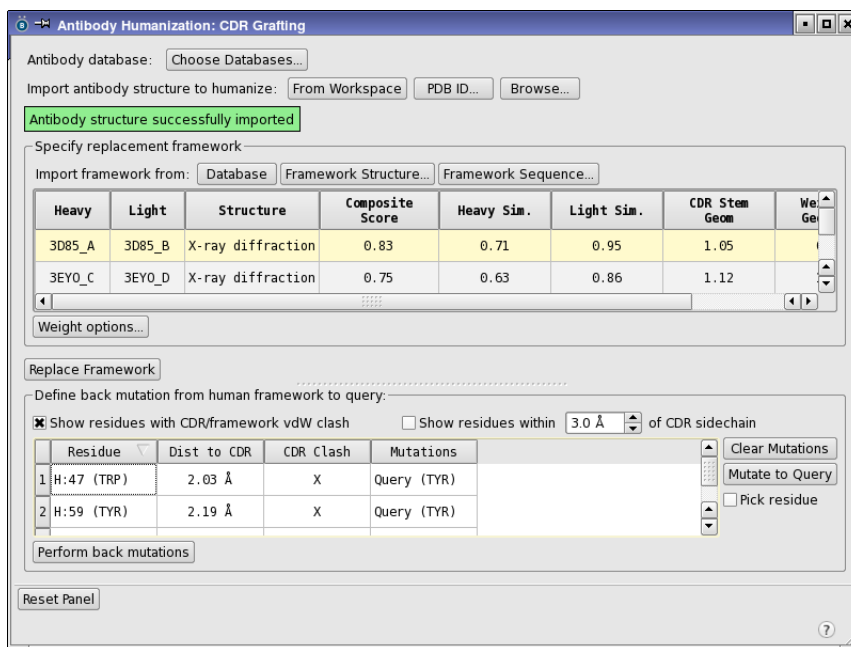 Antibody Humanization: CDR Grafting
Antibody database: Choose Databases...
Import antibody structure to humanize: From Workspace PDB ID... Browse...
Antibody structure successfully imported
Specify replacement framework
Import framework from: Database Framework Structure... Framework Sequence...
Heavy Light Structure Composite Score Heavy Sim. Light Sim. CDR Stem Geom
3D85_A 3D85_B X-ray diffraction 0.83 0.71 0.95 1.05
3EYO_C 3EYO_D X-ray diffraction 0.75 0.63 0.86 1.12
Weight options...
Replace Framework
Define back mutation from human framework to query:
Show residues with CDR/framework vdW clash Show residues within 3.0 Å of CDR sidechain
Residue Dist to CDR CDR Clash Mutations Clear Mutations
1 H:47 (TRP) 2.03 Å X Query (TYR) Mutate to Query
2 H:59 (TYR) 2.19 Å X Query (TYR) Pick residue
Perform back mutations
Reset Panel
?